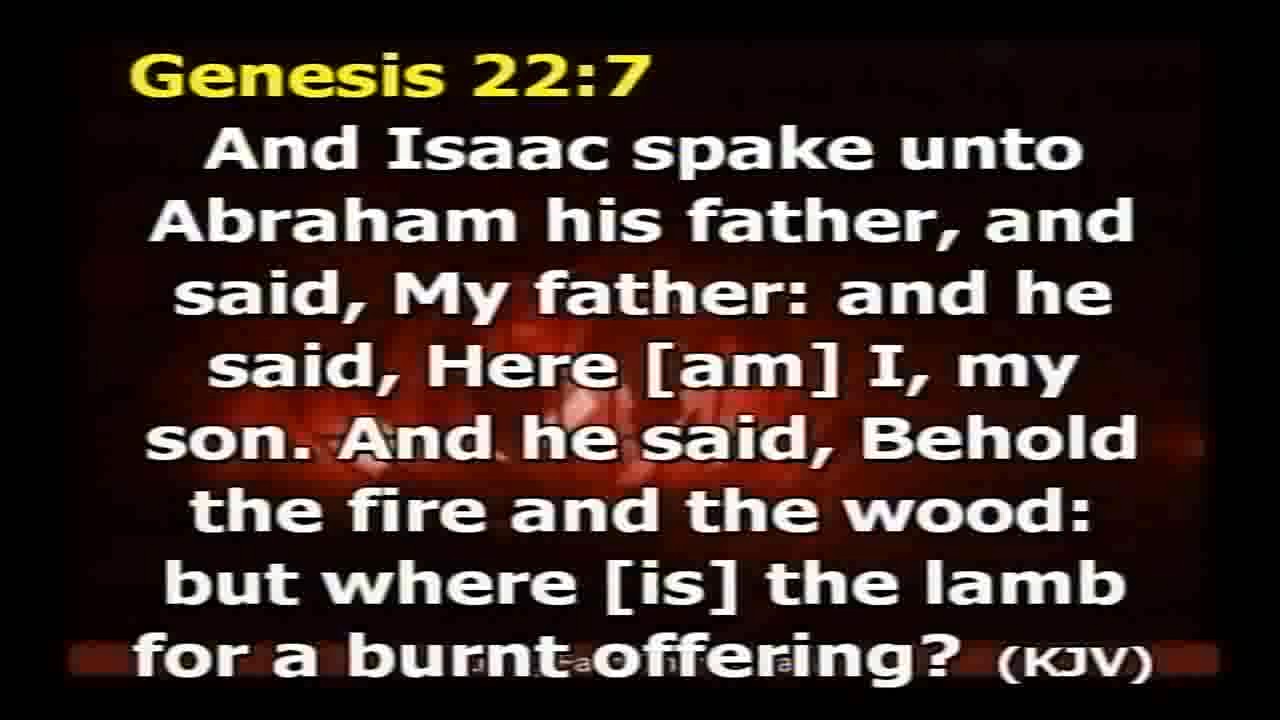 Genesis 22:7
And Isaac spake unto
Abraham his father, and
said, My father: and he
said, Here [am] I, my
son. And he said, Behold
the fire and the wood:
but where [is] the lamb
for a burnt offering? (KJV)